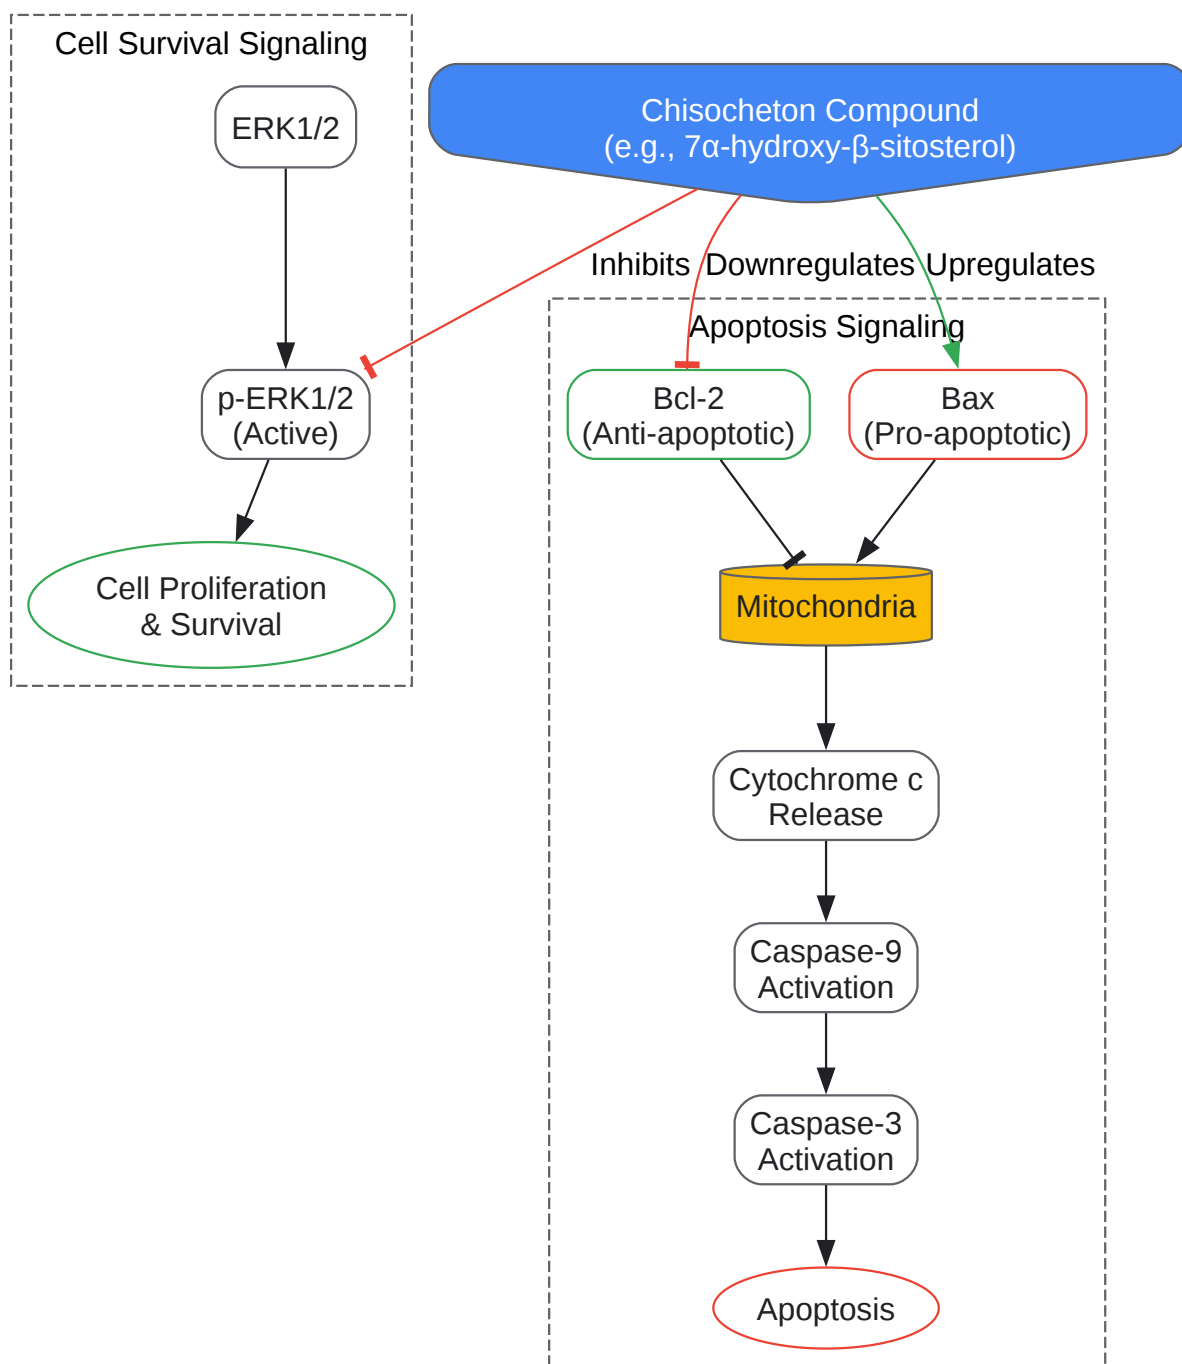 Cell Survival Signaling
ERK1/2
Chisocheton Compound
(e.g., 7α-hydroxy-β-sitosterol)
Inhibits
Downregulates
Upregulates
Apoptosis Signaling
p-ERK1/2
(Active)
Bcl-2
(Anti-apoptotic)
Bax
(Pro-apoptotic)
Cell Proliferation
& Survival
Mitochondria
Cytochrome c
Release
Caspase-9
Activation
Caspase-3
Activation
Apoptosis